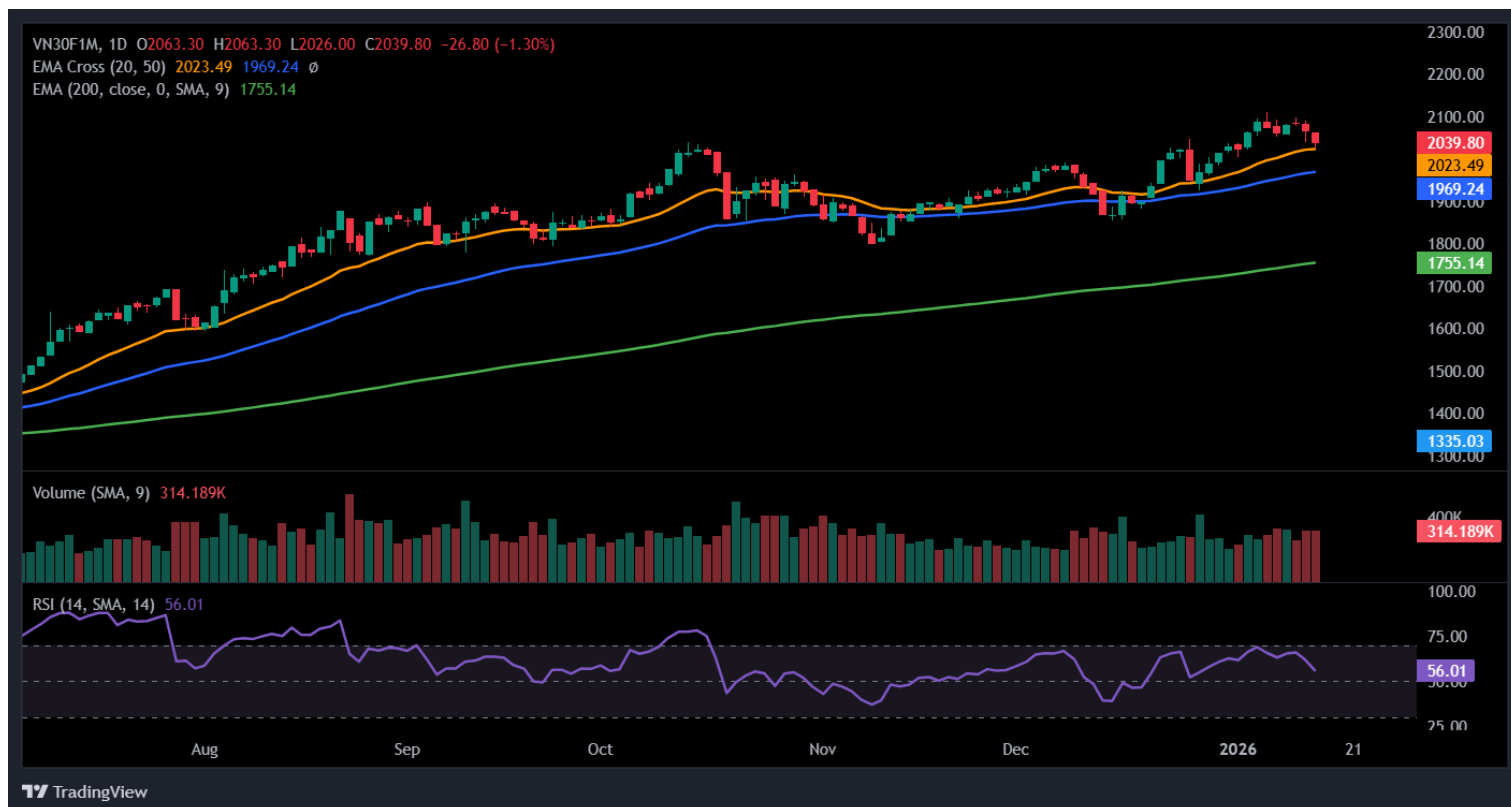 VN30F1M, 1D O2063.30 H2063.30 L2026.00 C2039.80 −26.80 (−1.30%)
EMA Cross (20, 50) 2023.49 1969.24 ø
EMA (200, close, 0, SMA, 9) 1755.14
2300.00
2200.00
2100.00
2039.80
2023.49
1969.24
1900.00
1800.00
1755.14
1700.00
1600.00
1500.00
1400.00
1335.03
1300.00
Volume (SMA, 9) 314.189K
400K
314.189K
RSI (14, SMA, 14) 56.01
100.00
75.00
56.01
50.00
25.00
Aug Sep Oct Nov Dec 2026 21
TradingView